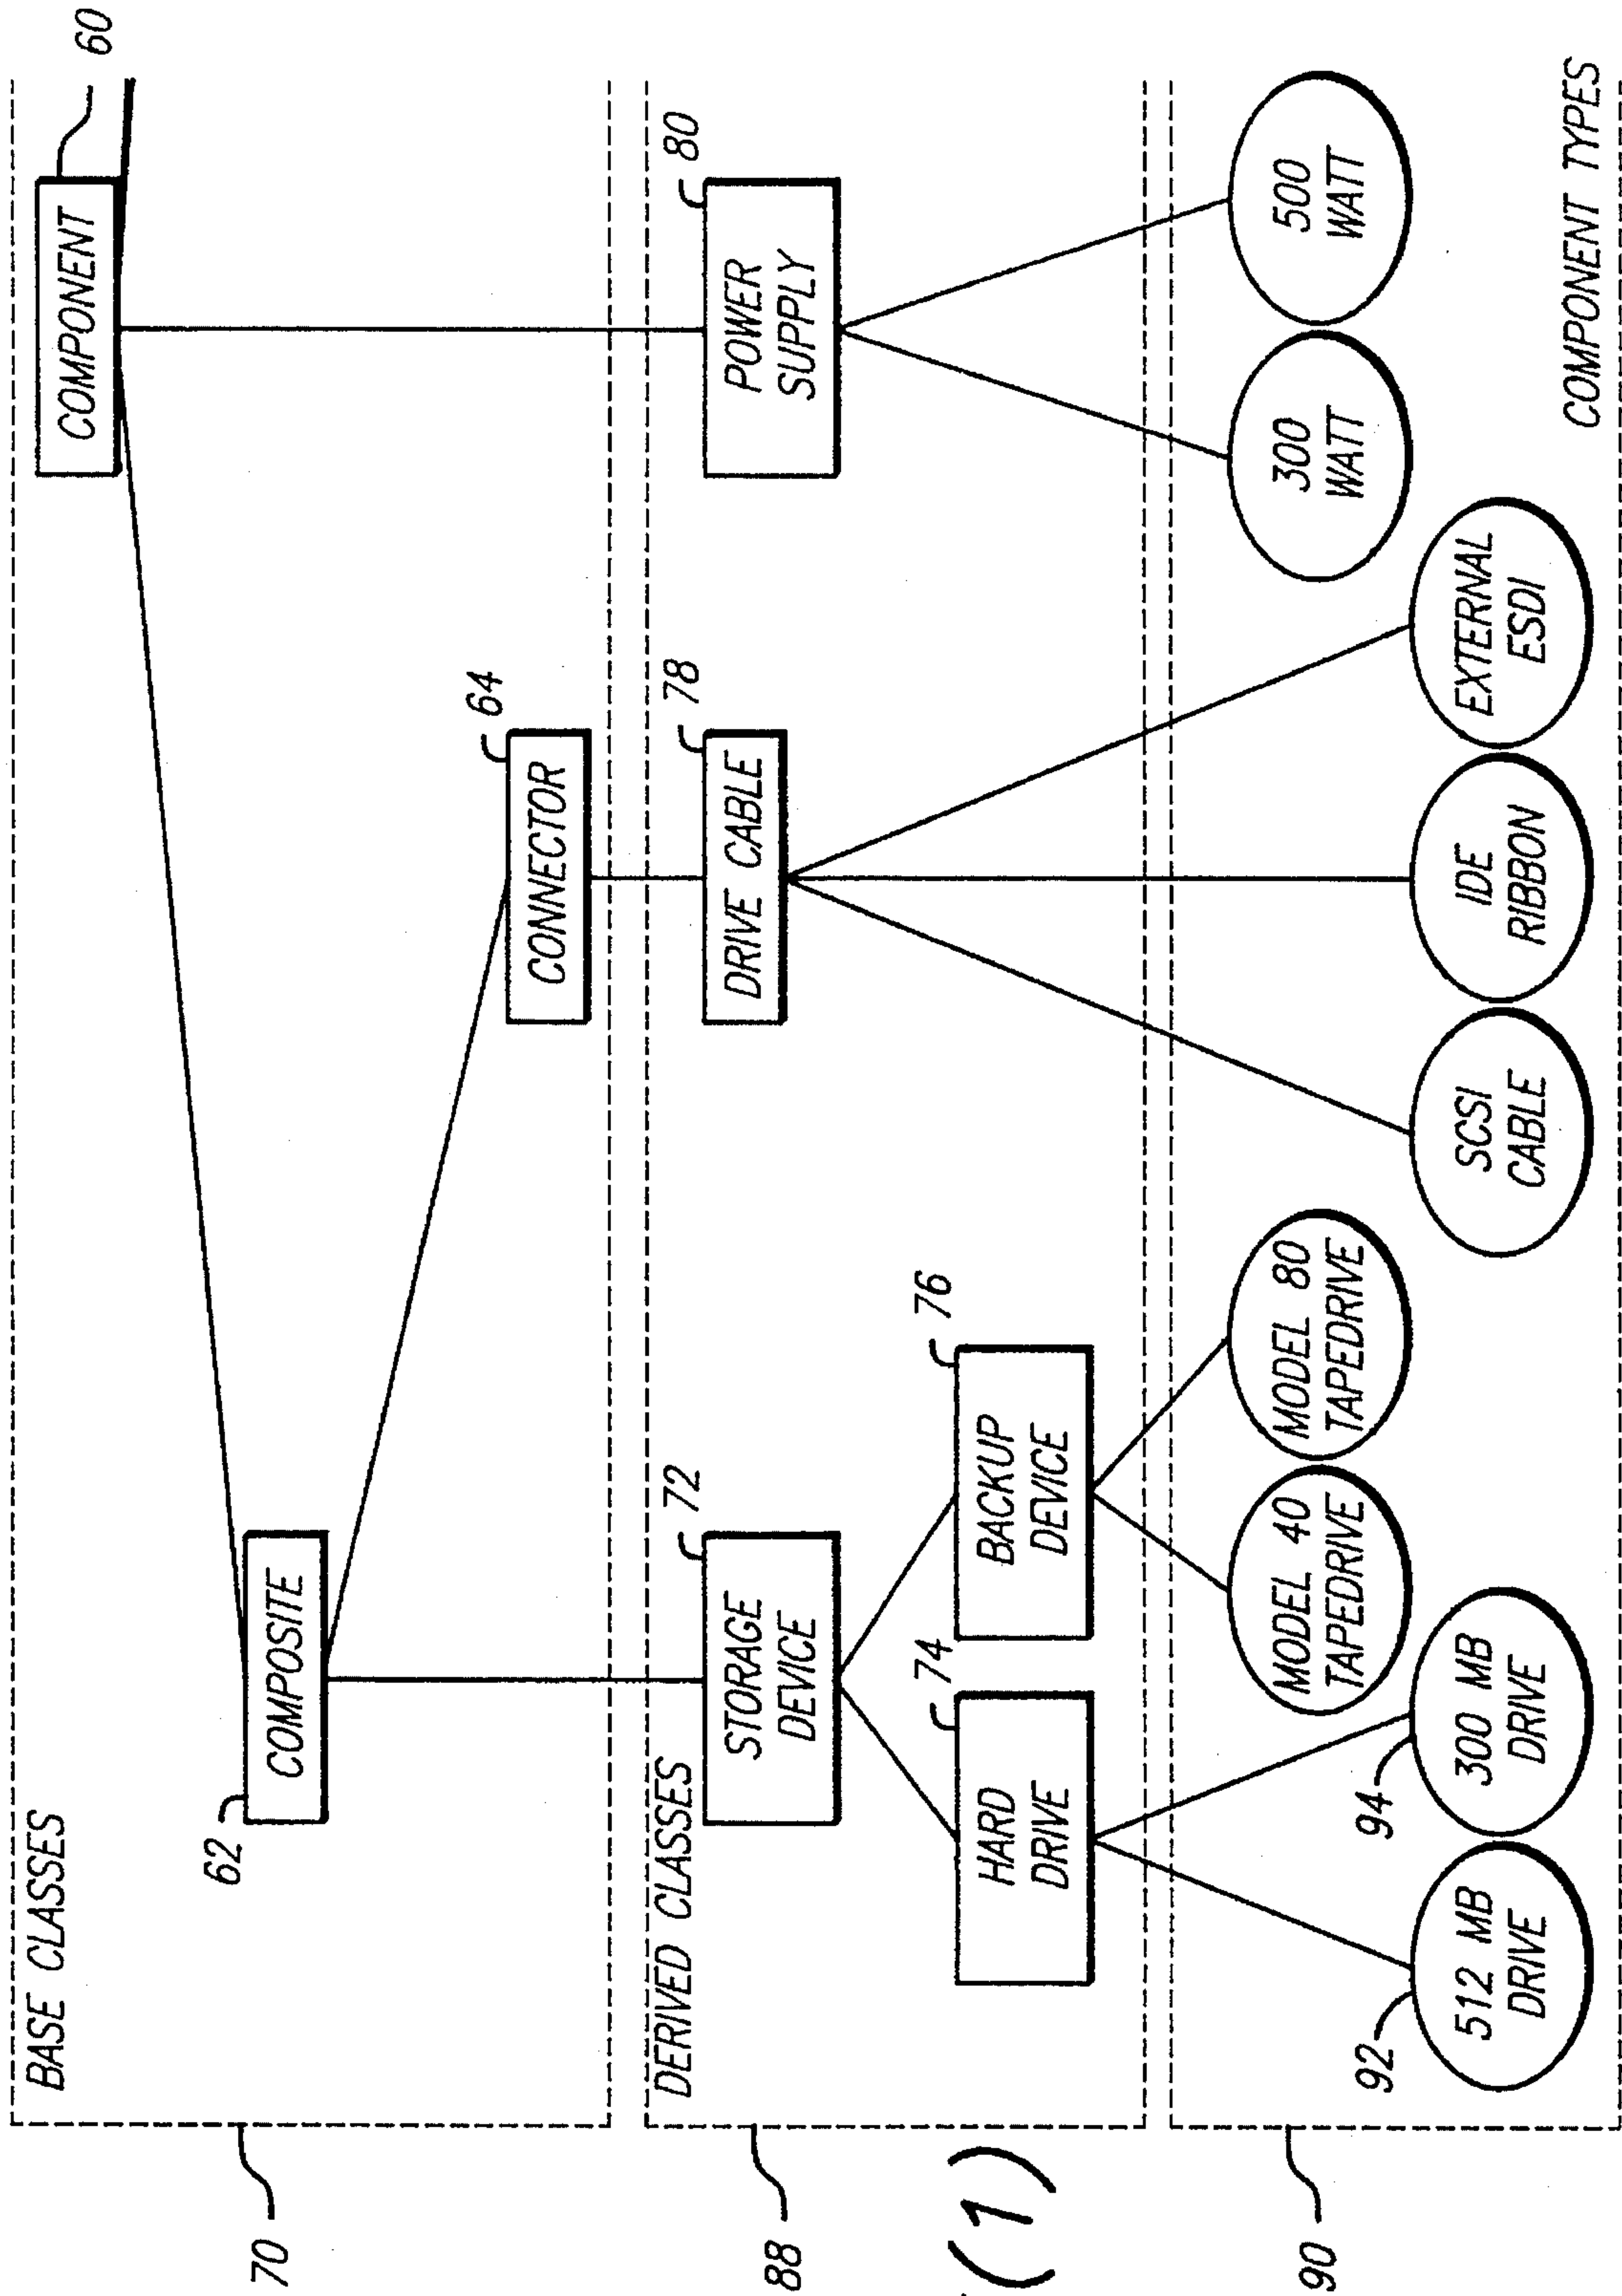 BASE CLASSES
70
COMPONENT
60
62
COMPOSITE
CONNECTOR
64
DERIVED CLASSES
88
STORAGE
DEVICE
72
DRIVE CABLE
78
POWER
SUPPLY
80
HARD
DRIVE
74
BACKUP
DEVICE
76
(1)
90
MODEL 40
TAPEDRIVE
MODEL 80
TAPEDRIVE
300
WATT
500
WATT
92
512 MB
DRIVE
94
300 MB
DRIVE
SCSI
CABLE
IDE
RIBBON
EXTERNAL
ESDI
COMPONENT TYPES